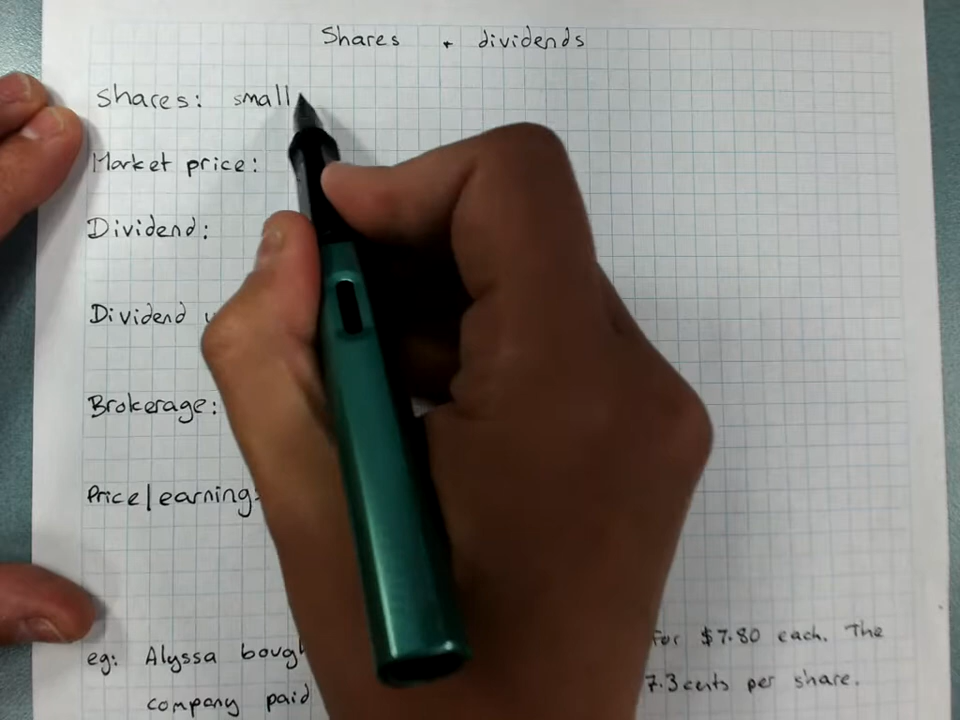 Shares + dividends
Shares: small
Market price:
Dividend:
Dividend
Brokerage:
Price/earning
eg: Alyssa for $7.80 each. The
company paid 7.3 cents per share.